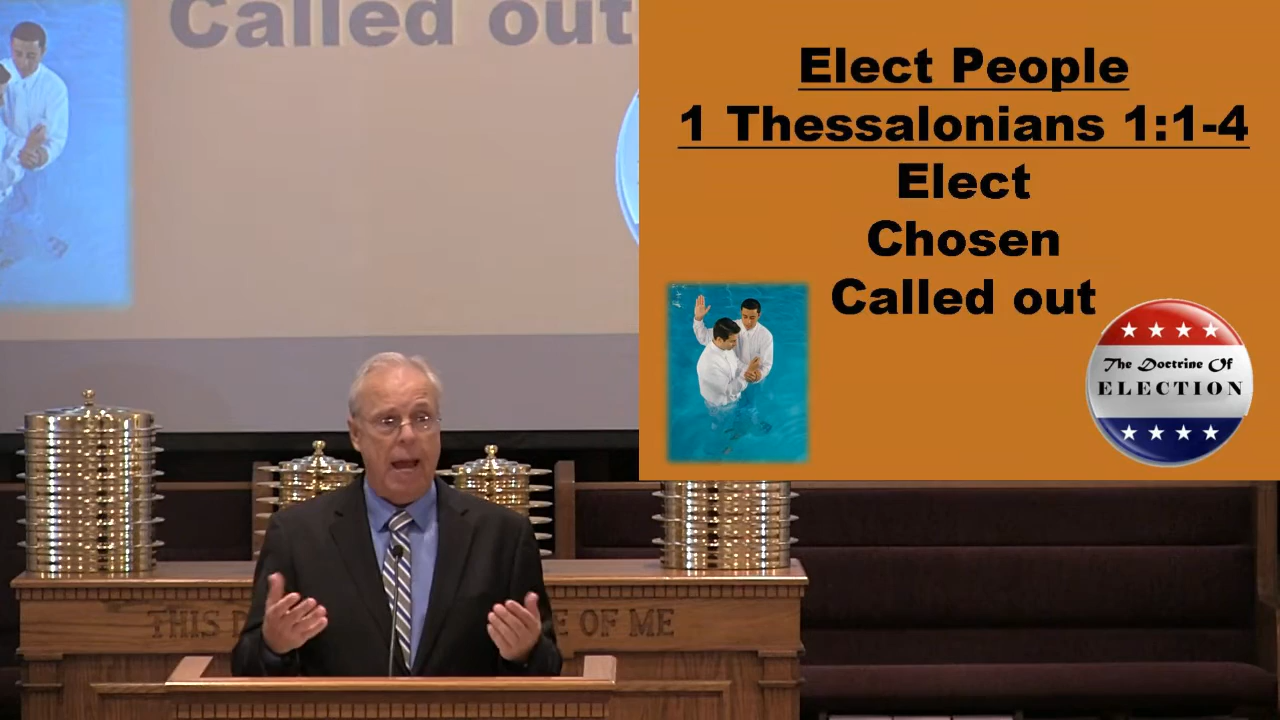 Called out
Elect People
1 Thessalonians 1:1-4
Elect
Chosen
Called out
The Doctrine Of
ELECTION
THIS E OF ME